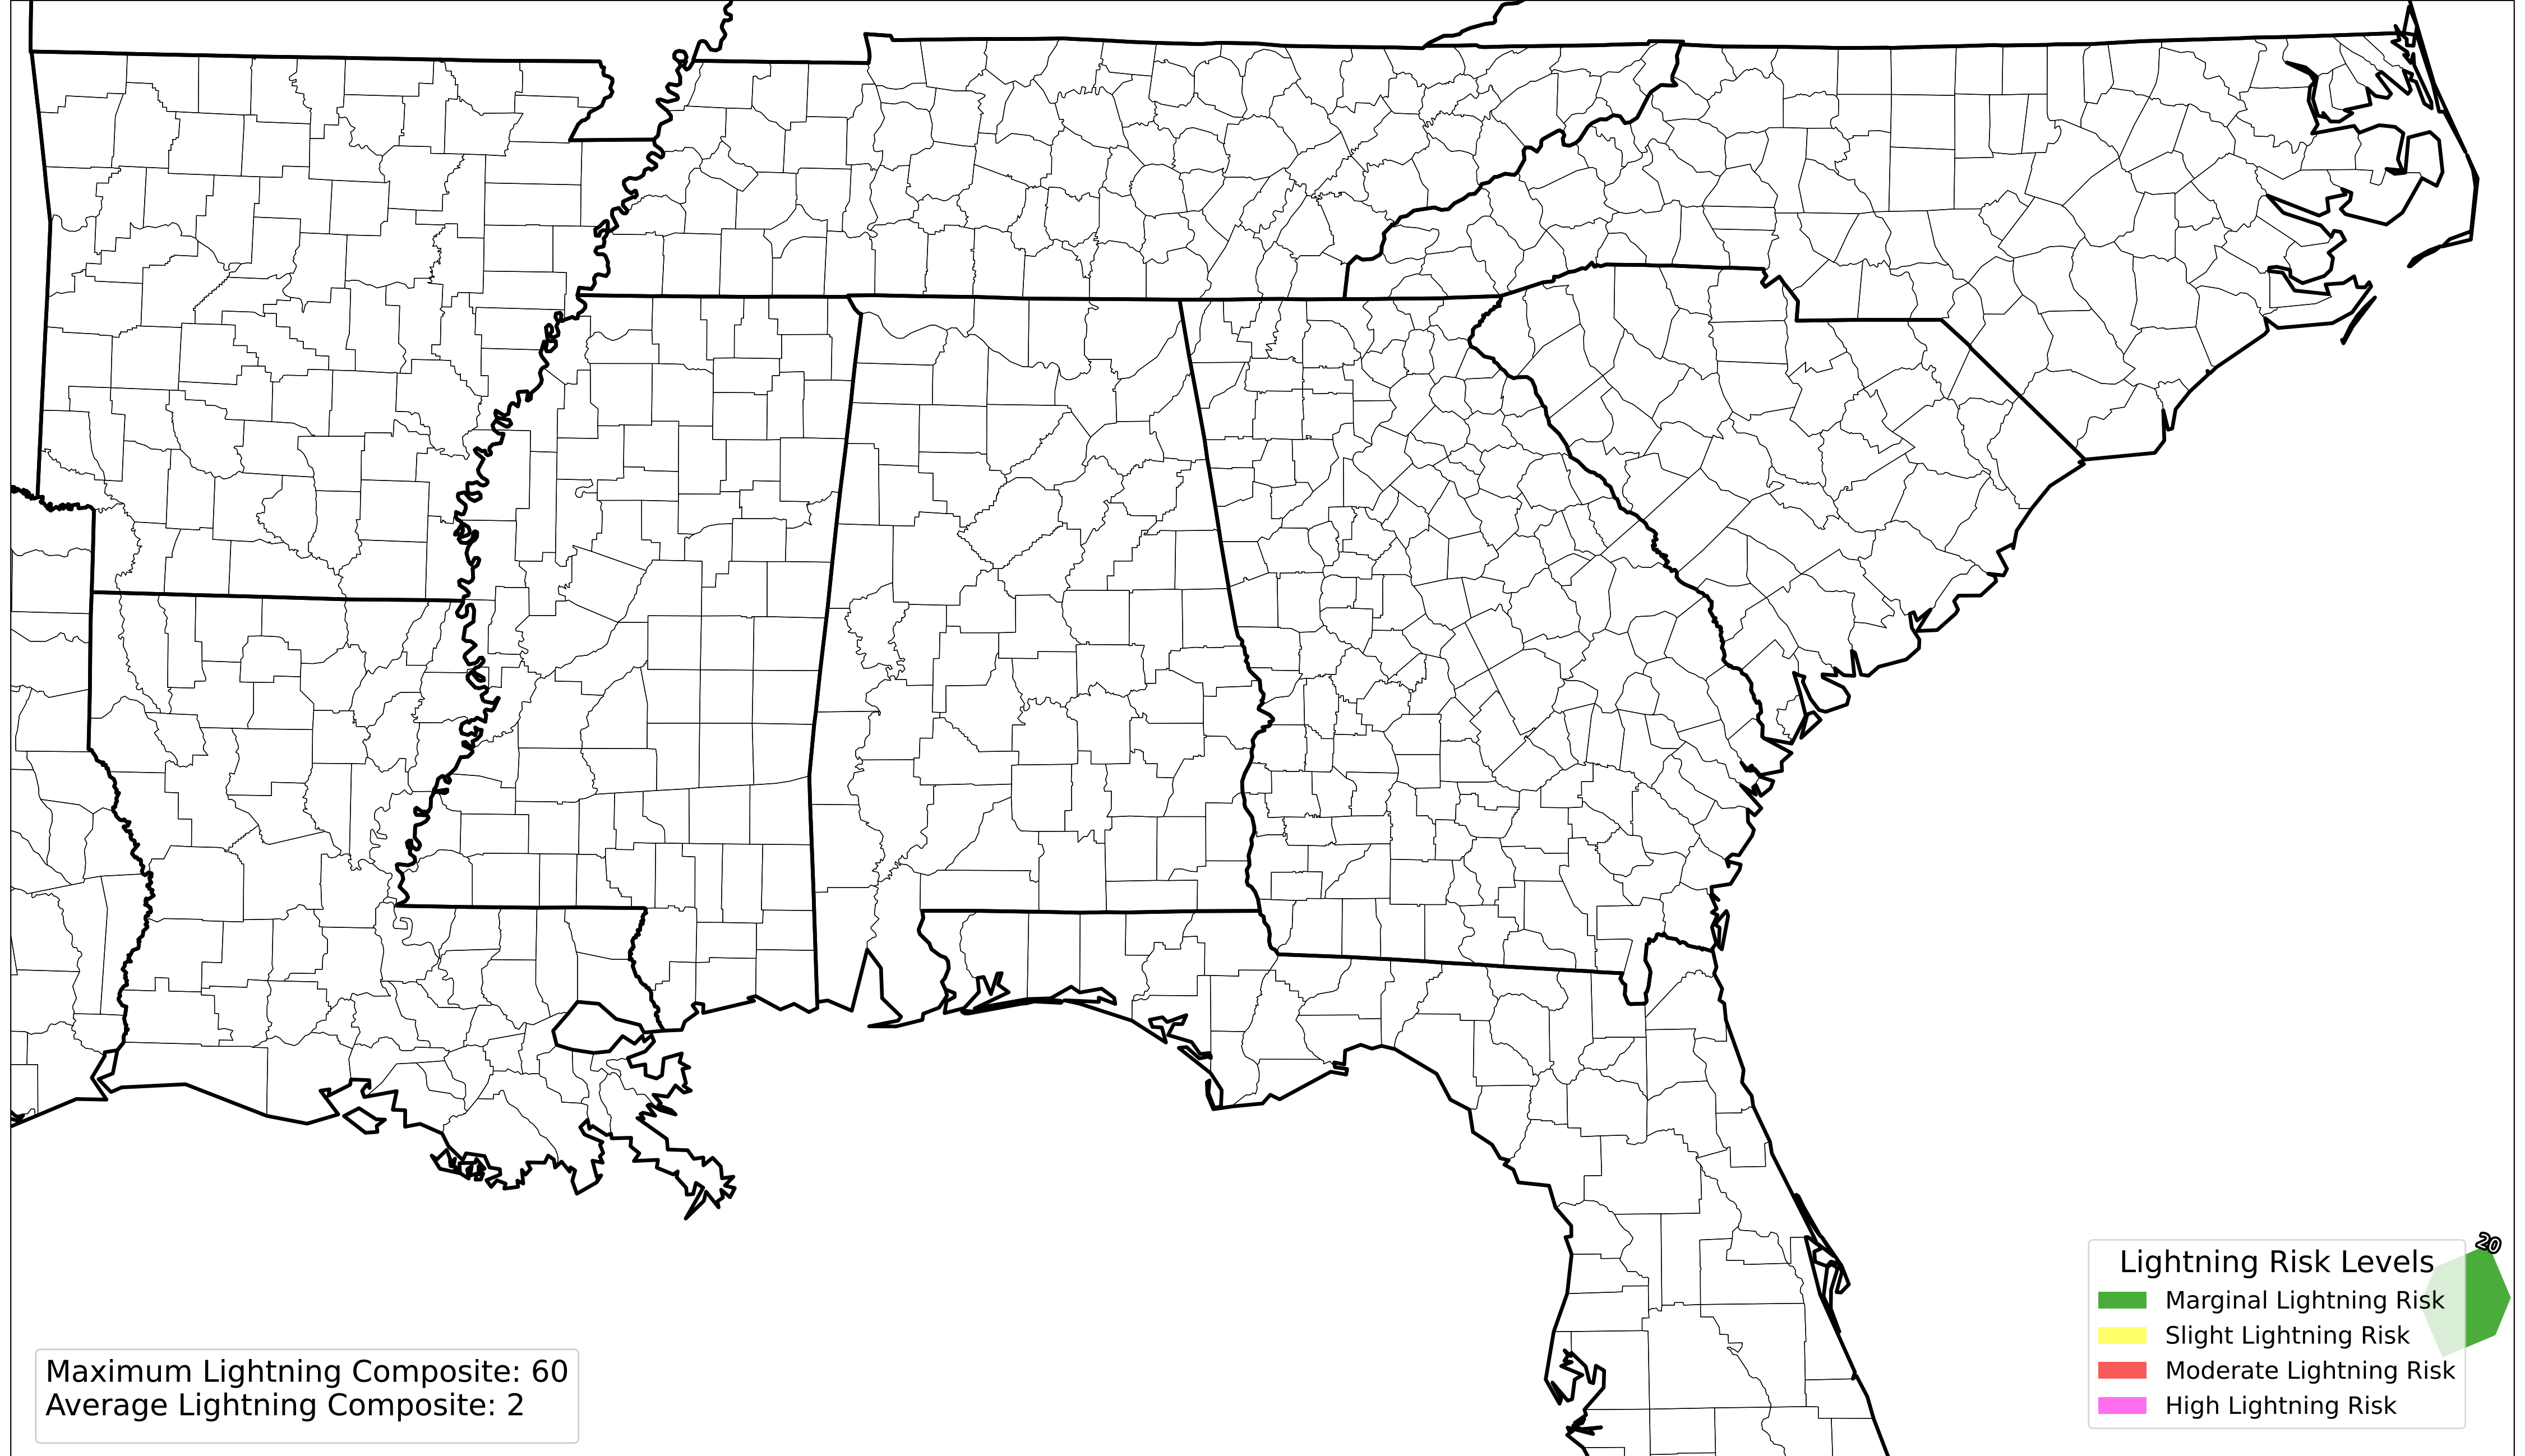 20
Lightning Risk Levels
Marginal Lightning Risk
Slight Lightning Risk
Moderate Lightning Risk
High Lightning Risk
Maximum Lightning Composite: 60
Average Lightning Composite: 2